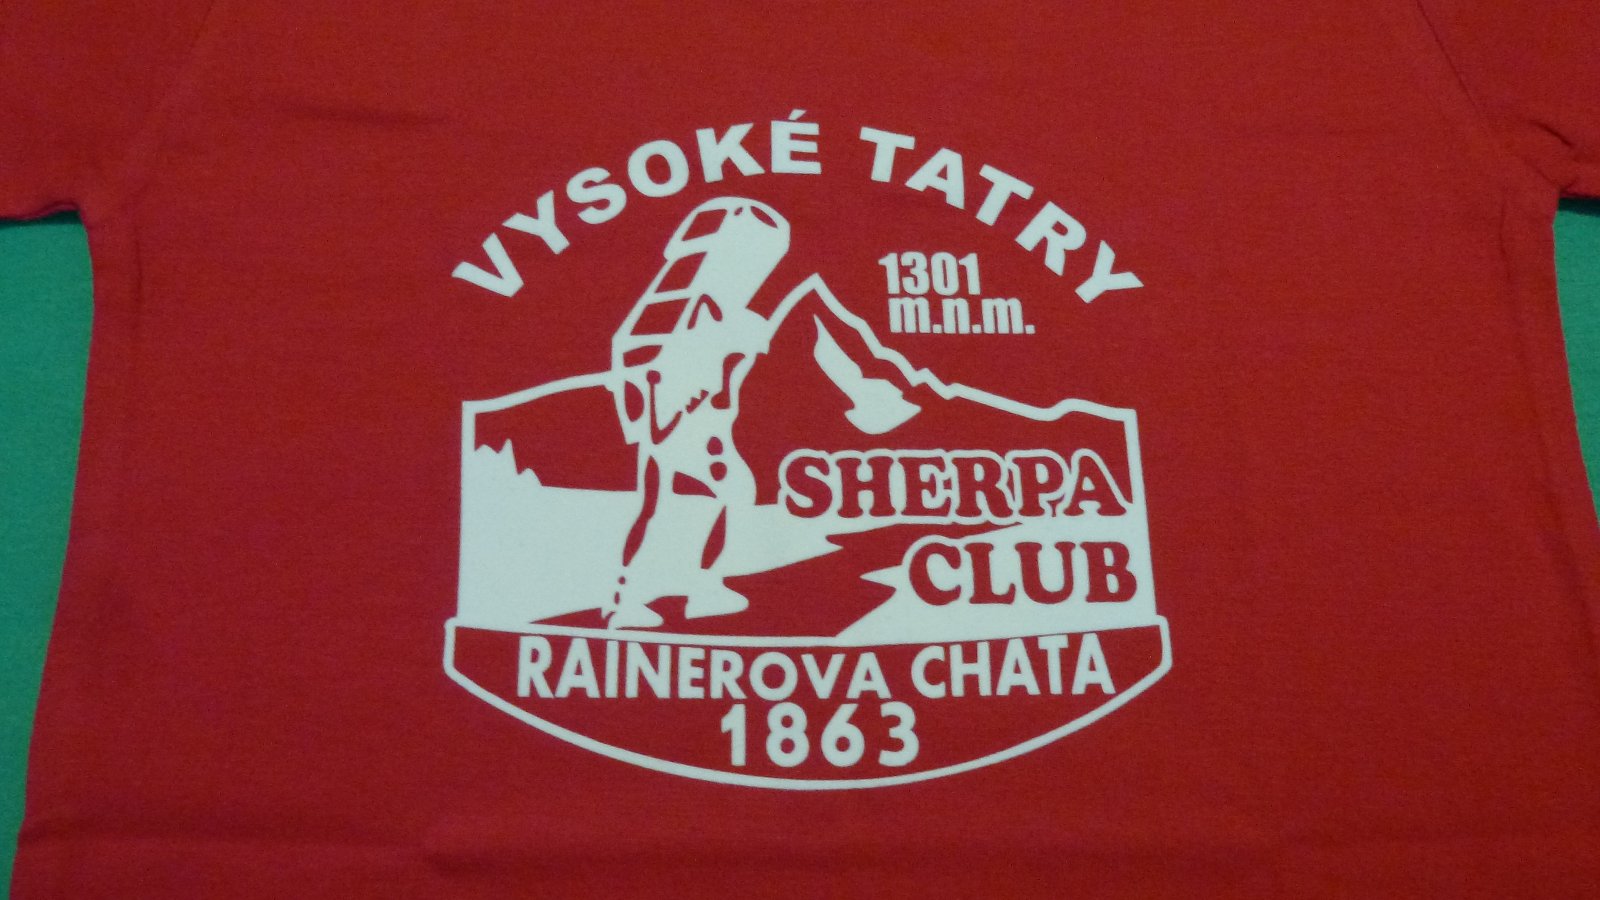 VYSOKÉ TATRY
1301
m.n.m.
SHERPA
CLUB
RAINEROVA CHATA
1863